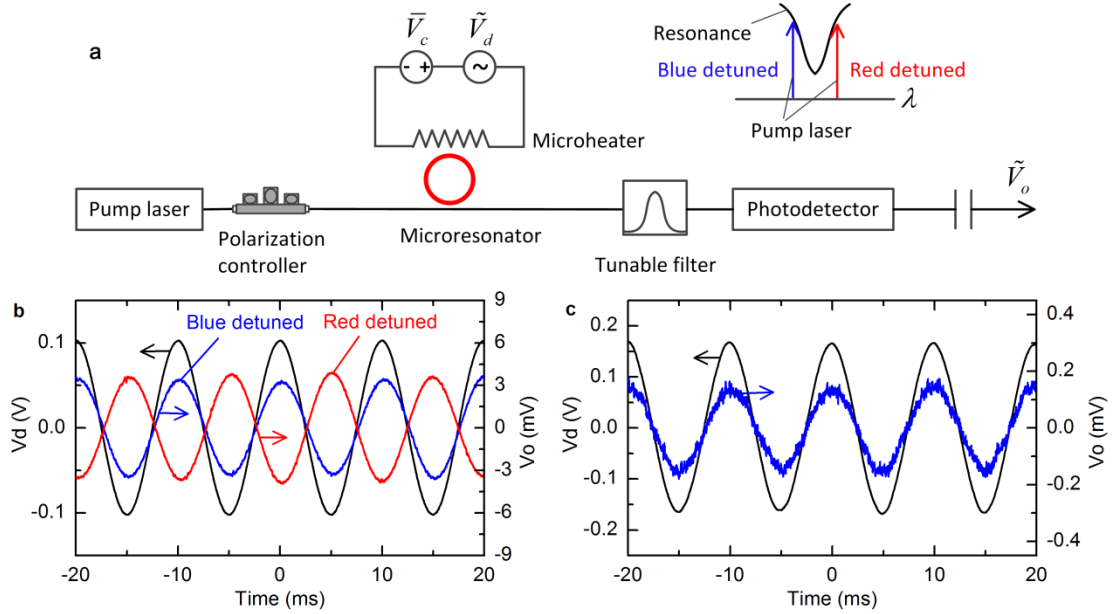 a
V̄c
Ṽd
Microheater
Resonance
Blue detuned
Red detuned
λ
Pump laser
Pump laser
Polarization
controller
Microresonator
Tunable filter
Photodetector
Ṽo
b
Blue detuned
Red detuned
0.1
0.0
-0.1
Vd (V)
9
6
3
0
-3
-6
-9
Vo (mV)
-20
-10
0
10
20
Time (ms)
c
0.2
0.1
0.0
-0.1
-0.2
Vd (V)
0.4
0.2
0.0
-0.2
-0.4
Vo (mV)
-20
-10
0
10
20
Time (ms)